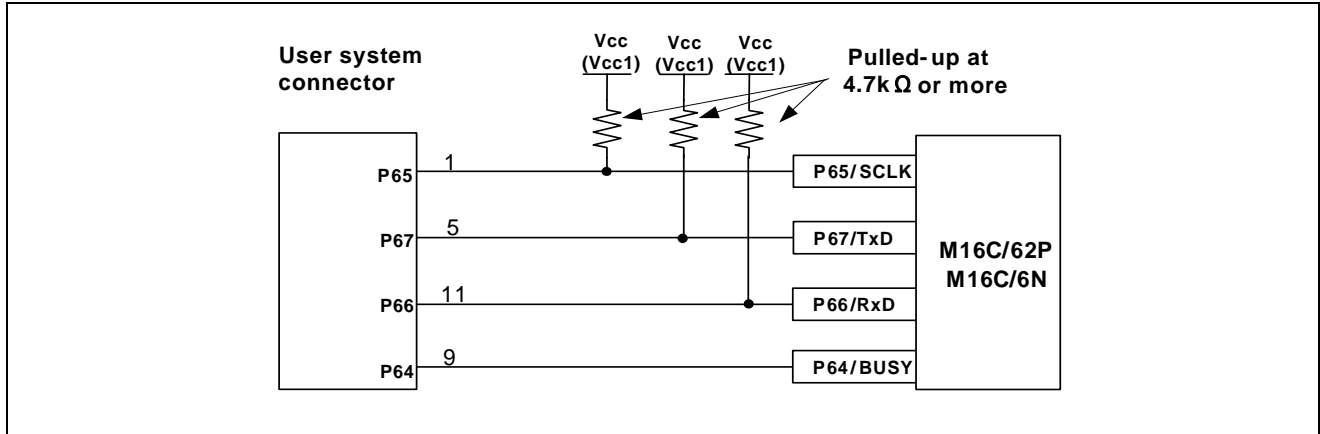 User system
connector
Vcc
(Vcc1)
Vcc
(Vcc1)
Vcc
(Vcc1)
Pulled-up at
4.7k Ω or more
P65
1
P65/SCLK
P67
5
P67/TxD
P66
11
P66/RxD
P64
9
P64/BUSY
M16C/62P
M16C/6N